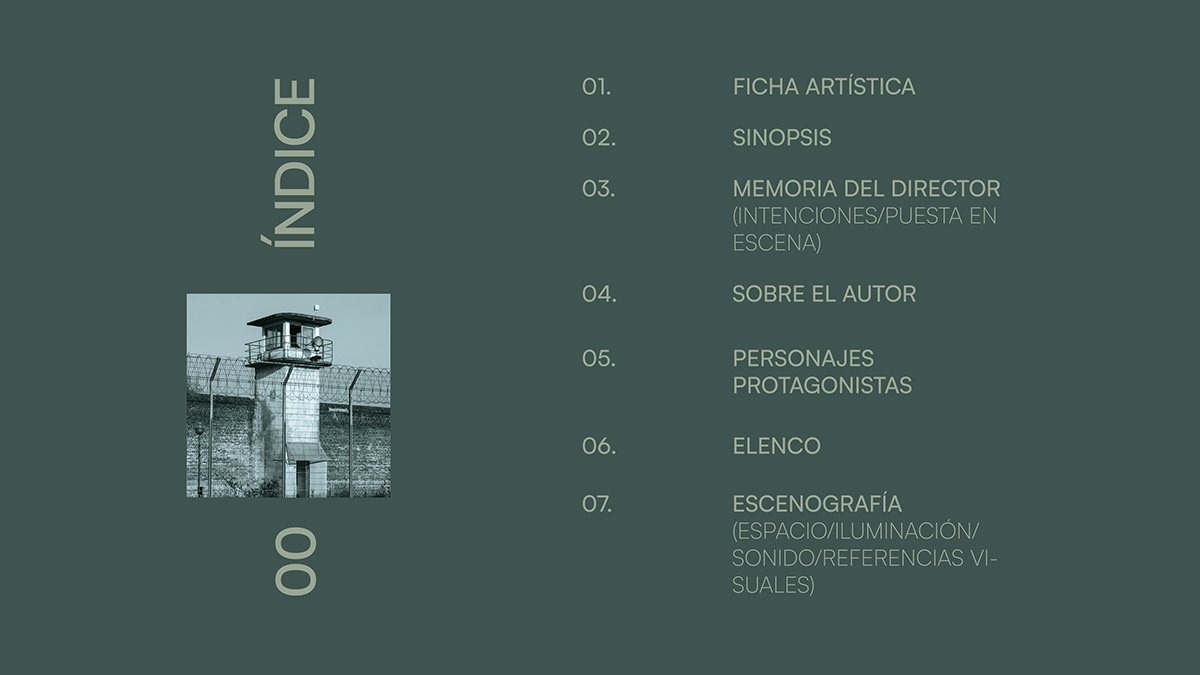 ÍNDICE
00
01. FICHA ARTÍSTICA
02. SINOPSIS
03. MEMORIA DEL DIRECTOR
(INTENCIONES/PUESTA EN
ESCENA)
04. SOBRE EL AUTOR
05. PERSONAJES
PROTAGONISTAS
06. ELENCO
07. ESCENOGRAFÍA
(ESPACIO/ILUMINACIÓN/
SONIDO/REFERENCIAS VI-
SUALES)